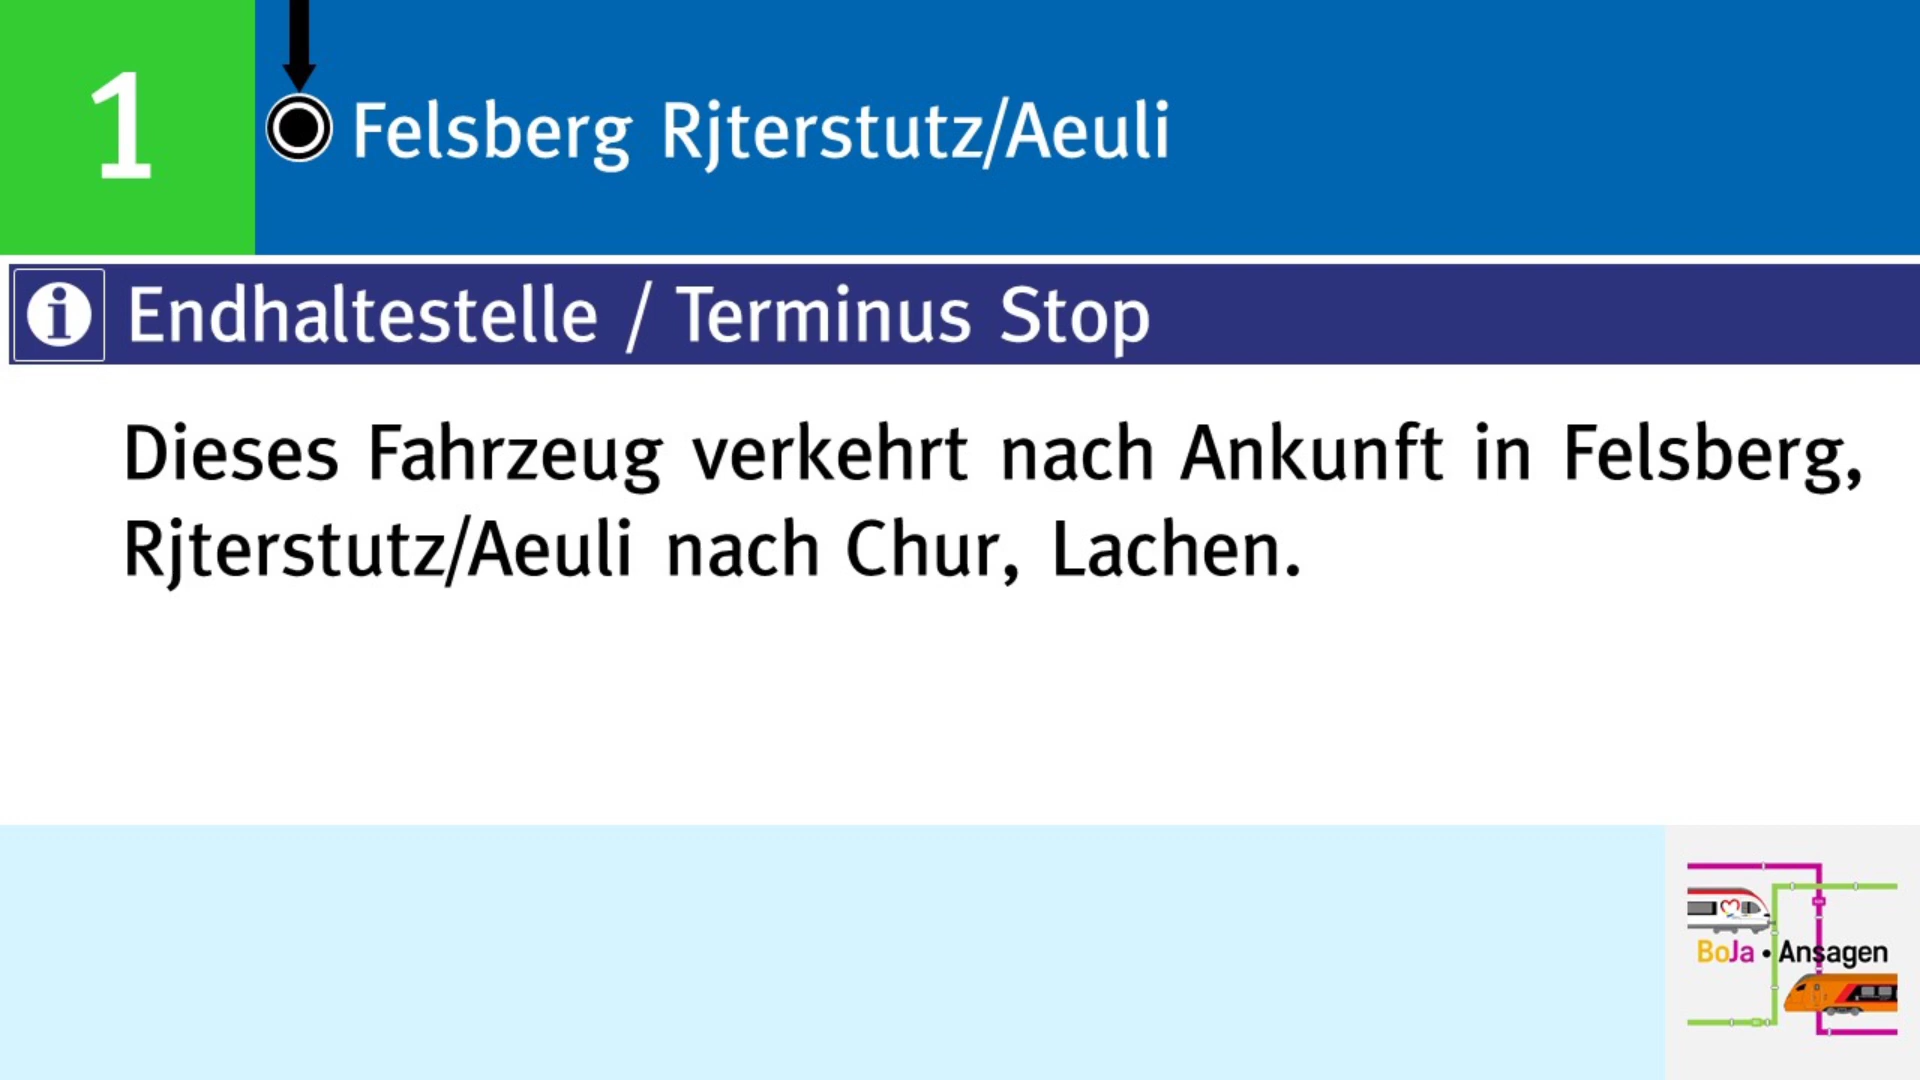 1
Felsberg Rjterstutz/Aeuli
i Endhaltestelle / Terminus Stop
Dieses Fahrzeug verkehrt nach Ankunft in Felsberg,
Rjterstutz/Aeuli nach Chur, Lachen.
BoJa • Ansagen